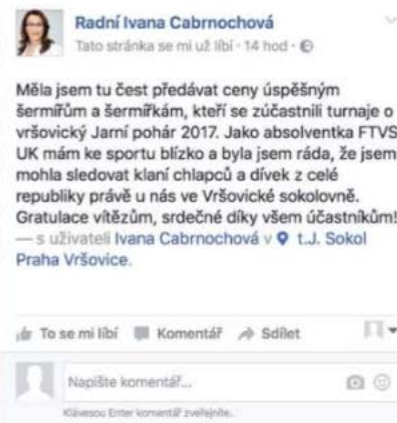 Radní Ivana Cabrnochová
Tato stránka se mi už líbí · 14 hod ·
Měla jsem tu čest předávat ceny úspěšným
šermířům a šermířkám, kteří se zúčastnili turnaje o
vršovický Jarní pohár 2017. Jako absolventka FTVS
UK mám ke sportu blízko a byla jsem ráda, že jsem
mohla sledovat klaní chlapců a dívek z celé
republiky právě u nás ve Vršovické sokolovně.
Gratulace vítězům, srdečné díky všem účastníkům!
— s uživateli Ivana Cabrnochová v t.J. Sokol
Praha Vršovice.
To se mi líbí Komentář Sdílet
Napište komentář...
Klávesou Enter komentář zveřejníte.